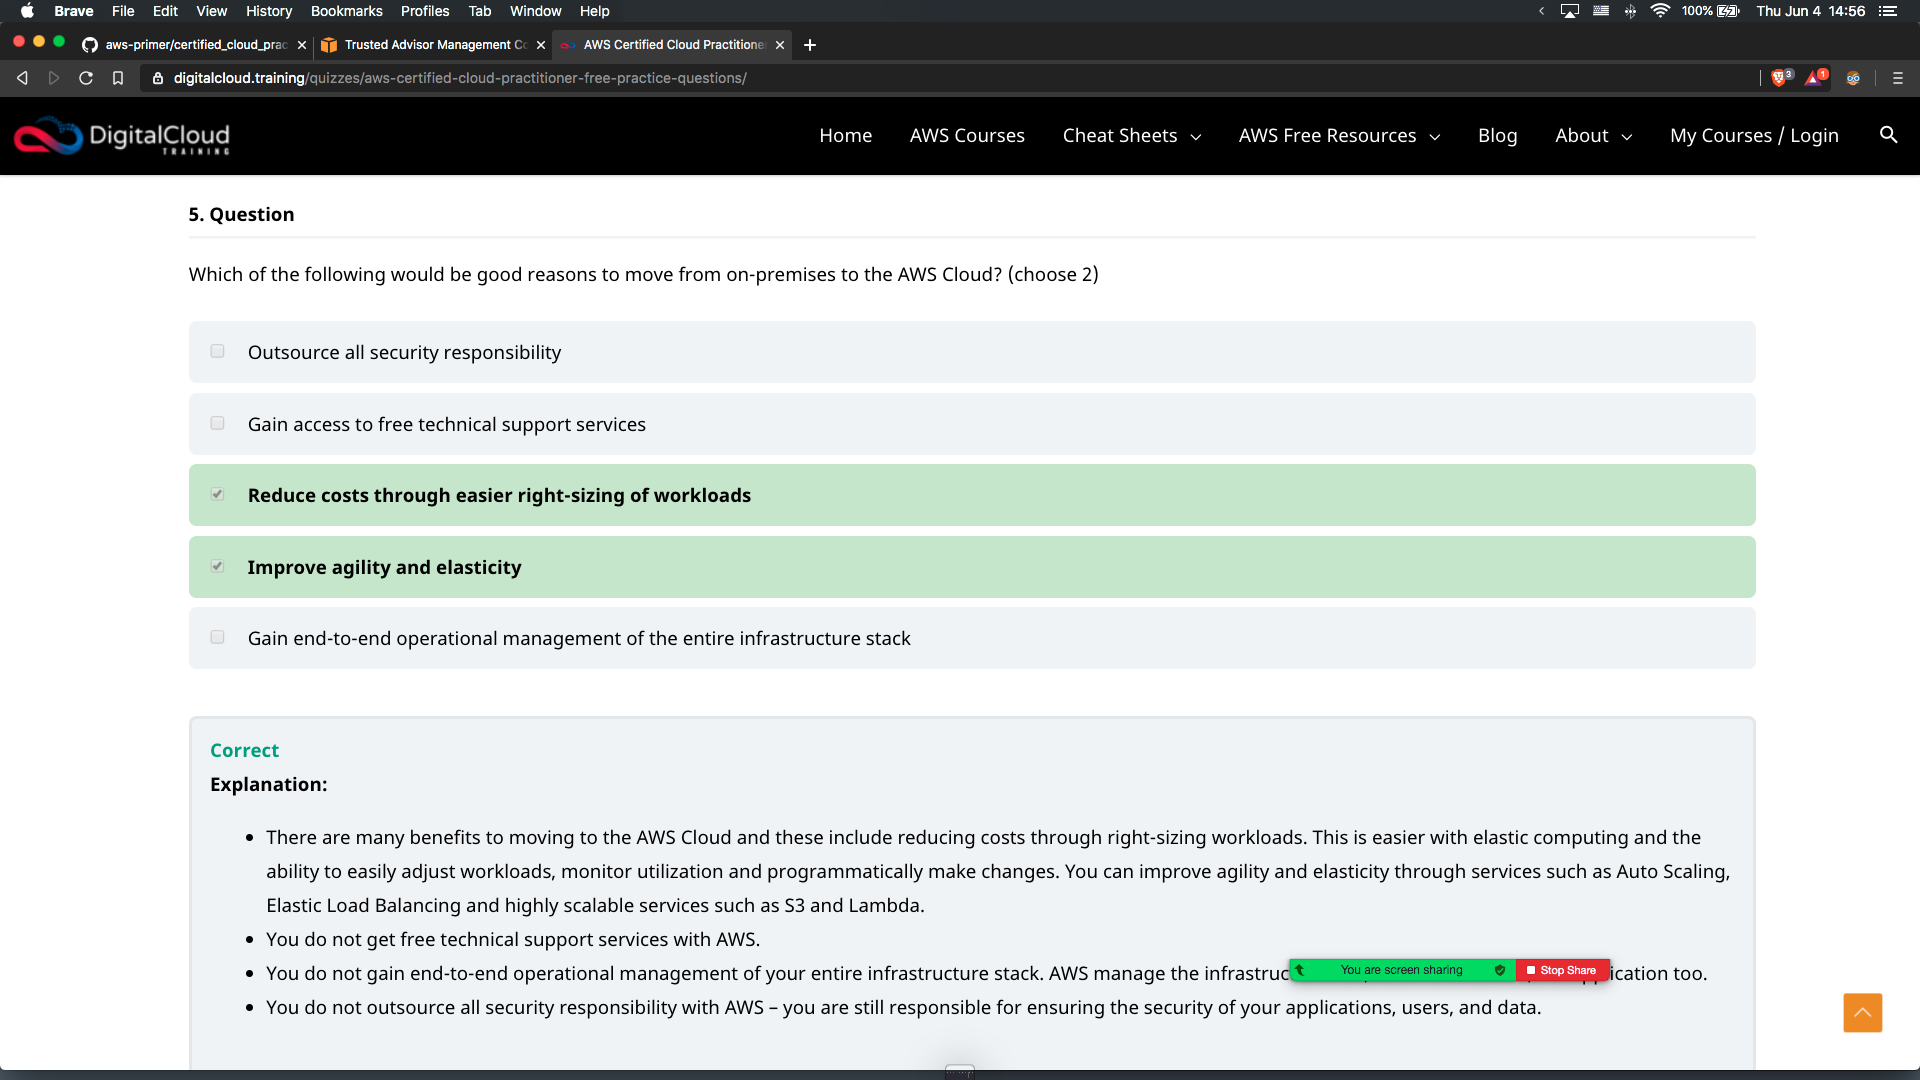 Brave File Edit View History Bookmarks Profiles Tab Window Help 100% Thu Jun 4 14:56
aws-primer/certified_cloud_prac Trusted Advisor Management Co AWS Certified Cloud Practitione
digitalcloud.training/quizzes/aws-certified-cloud-practitioner-free-practice-questions/ 3 1
DigitalCloud
TRAINING
Home AWS Courses Cheat Sheets AWS Free Resources Blog About My Courses / Login
5. Question
Which of the following would be good reasons to move from on-premises to the AWS Cloud? (choose 2)
Outsource all security responsibility
Gain access to free technical support services
Reduce costs through easier right-sizing of workloads
Improve agility and elasticity
Gain end-to-end operational management of the entire infrastructure stack
Correct
Explanation:
There are many benefits to moving to the AWS Cloud and these include reducing costs through right-sizing workloads. This is easier with elastic computing and the
ability to easily adjust workloads, monitor utilization and programmatically make changes. You can improve agility and elasticity through services such as Auto Scaling,
Elastic Load Balancing and highly scalable services such as S3 and Lambda.
You do not get free technical support services with AWS.
You do not gain end-to-end operational management of your entire infrastructure stack. AWS manage the infrastruc ication too.
You are screen sharing Stop Share
You do not outsource all security responsibility with AWS – you are still responsible for ensuring the security of your applications, users, and data.